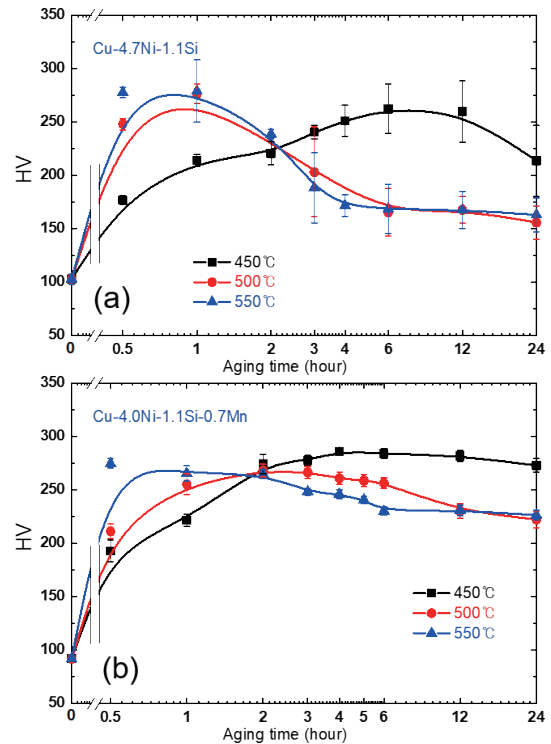 Cu-4.7Ni-1.1Si
350
300
250
200
150
100
50
HV
(a)
450℃
500℃
550℃
0 0.5 1 2 3 4 6 12 24
Aging time (hour)
Cu-4.0Ni-1.1Si-0.7Mn
350
300
250
200
150
100
50
HV
(b)
450℃
500℃
550℃
0 0.5 1 2 3 4 5 6 12 24
Aging time (hour)